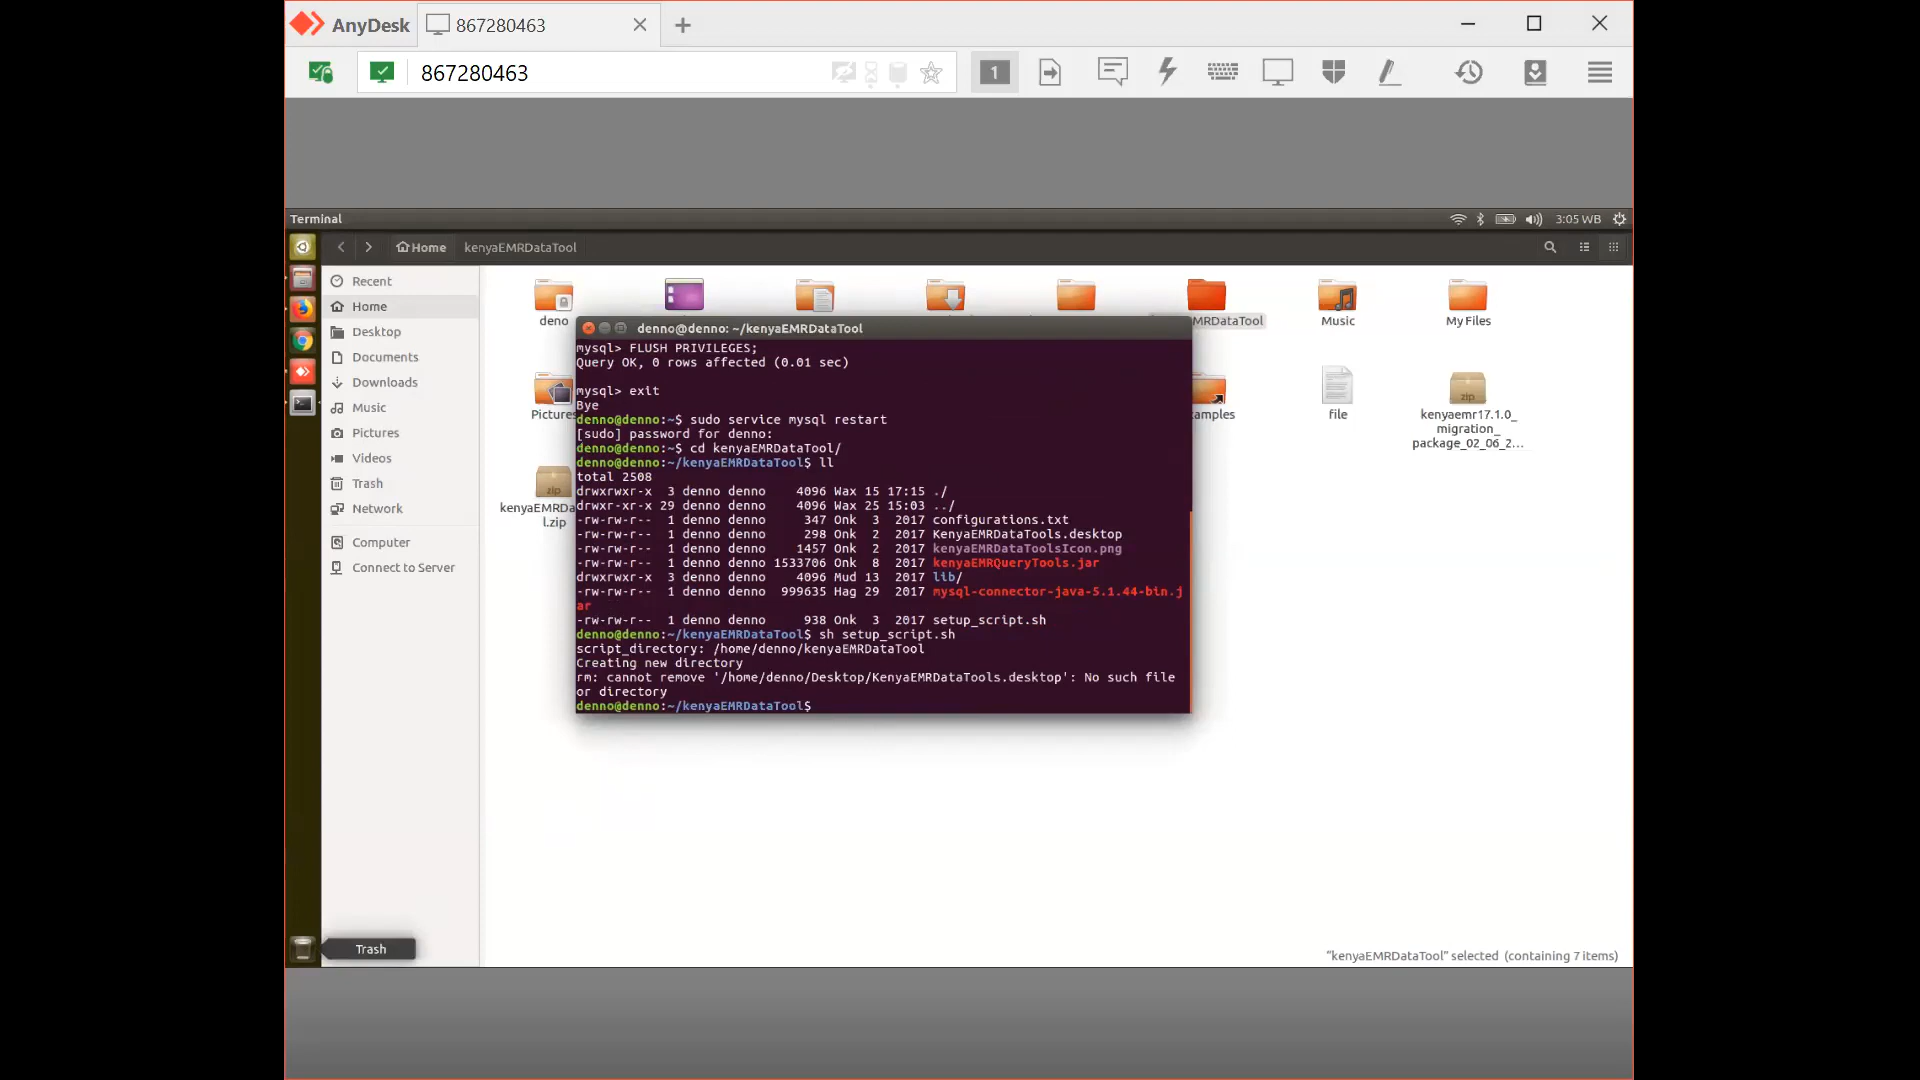 AnyDesk
867280463
867280463
1
Terminal
3:05 WB
Home
kenyaEMRDataTool
Recent
Home
Desktop
Documents
Downloads
Music
Pictures
Videos
Trash
Network
Computer
Connect to Server
deno
MRDataTool
Music
My Files
Pictures
amples
file
zip
kenyaemr17.1.0_
migration_
package_02_06_2…
zip
kenyaEMRDa
l.zip
denno@denno: ~/kenyaEMRDataTool
mysql> FLUSH PRIVILEGES;
Query OK, 0 rows affected (0.01 sec)
mysql> exit
Bye
denno@denno:~$ sudo service mysql restart
[sudo] password for denno:
denno@denno:~$ cd kenyaEMRDataTool/
denno@denno:~/kenyaEMRDataTool$ ll
total 2508
drwxrwxr-x  3 denno denno    4096 Wax 15 17:15 ./
drwxr-xr-x 29 denno denno    4096 Wax 25 15:03 ../
-rw-rw-r--  1 denno denno     347 Onk  3  2017 configurations.txt
-rw-rw-r--  1 denno denno     298 Onk  2  2017 KenyaEMRDataTools.desktop
-rw-rw-r--  1 denno denno    1457 Onk  2  2017 kenyaEMRDataToolsIcon.png
-rw-rw-r--  1 denno denno 1533706 Onk  8  2017 kenyaEMRQueryTools.jar
drwxrwxr-x  3 denno denno    4096 Mud 13  2017 lib/
-rw-rw-r--  1 denno denno  999635 Hag 29  2017 mysql-connector-java-5.1.44-bin.j
ar
-rw-rw-r--  1 denno denno     938 Onk  3  2017 setup_script.sh
denno@denno:~/kenyaEMRDataTool$ sh setup_script.sh
script_directory: /home/denno/kenyaEMRDataTool
Creating new directory
rm: cannot remove '/home/denno/Desktop/KenyaEMRDataTools.desktop': No such file
or directory
denno@denno:~/kenyaEMRDataTool$
Trash
"kenyaEMRDataTool" selected (containing 7 items)